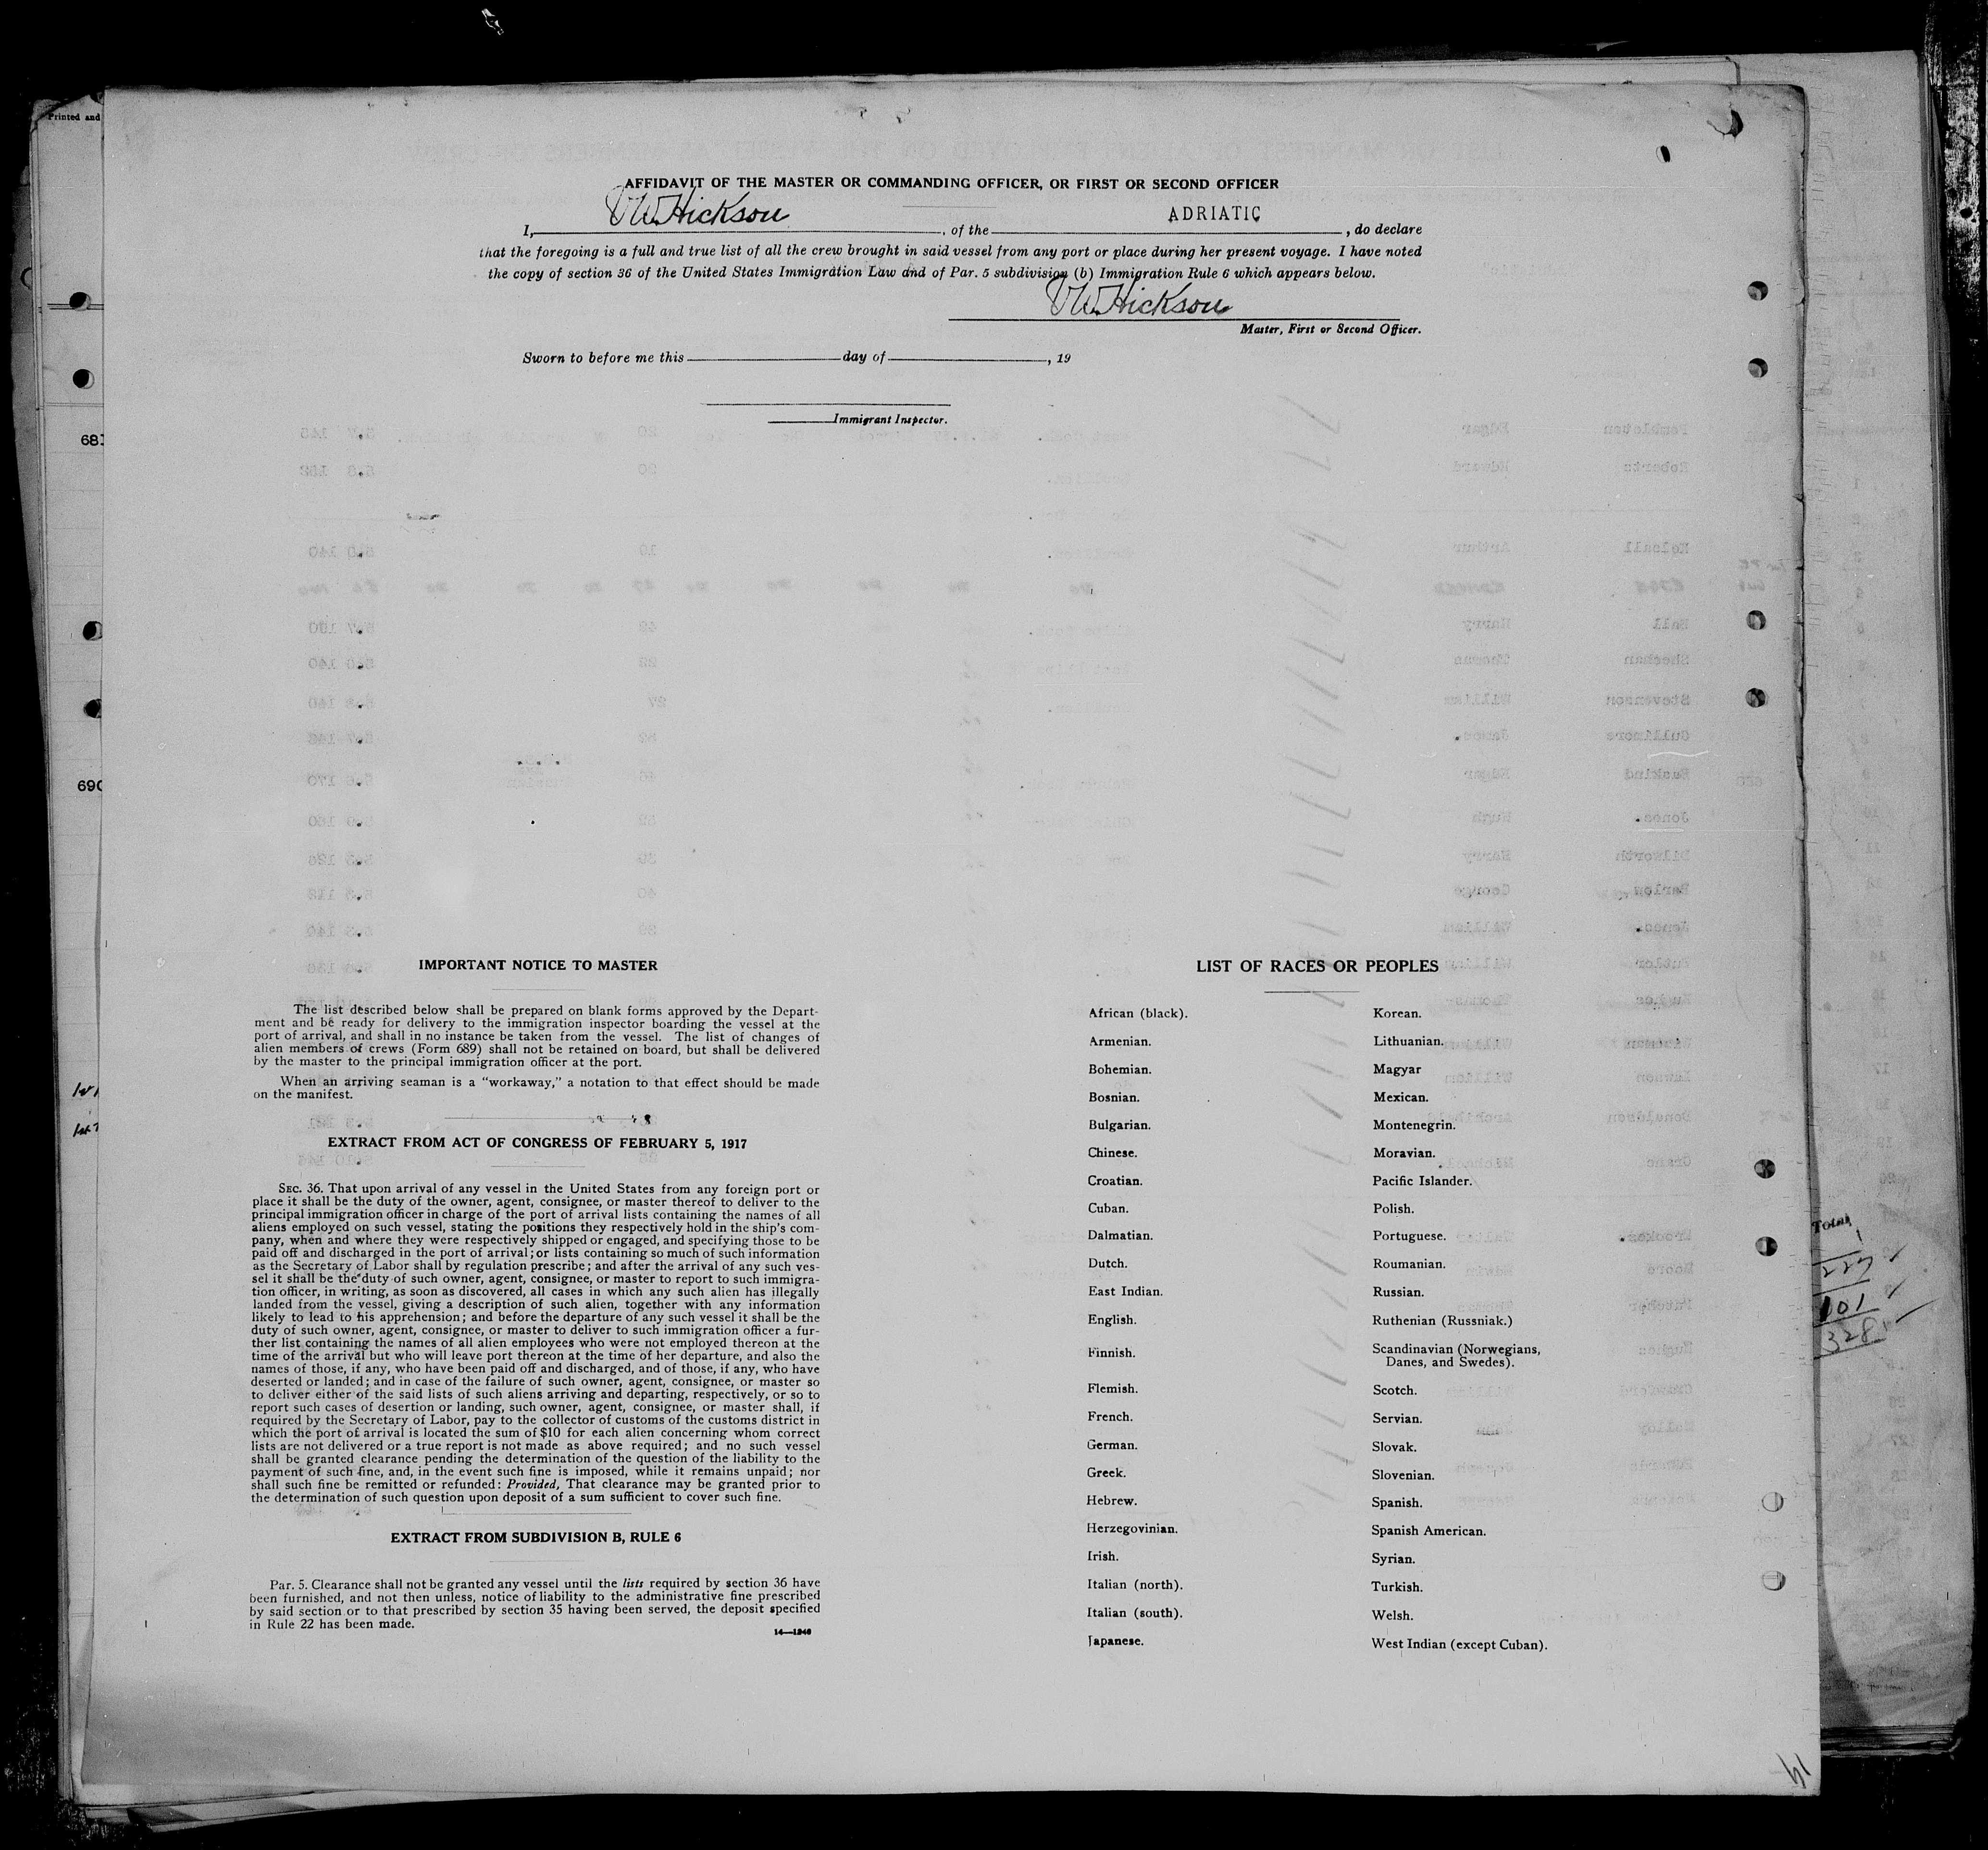 Printed and
AFFIDAVIT OF THE MASTER OR COMMANDING OFFICER, OR FIRST OR SECOND OFFICER
I, VW Hickson, of the ADRIATIC, do declare
that the foregoing is a full and true list of all the crew brought in said vessel from any port or place during her present voyage. I have noted
the copy of section 36 of the United States Immigration Law and of Par. 5 subdivision (b) Immigration Rule 6 which appears below.
VW Hickson
Master, First or Second Officer.
Sworn to before me this day of , 19
Immigrant Inspector.
681
690
IMPORTANT NOTICE TO MASTER
The list described below shall be prepared on blank forms approved by the Depart-
ment and be ready for delivery to the immigration inspector boarding the vessel at the
port of arrival, and shall in no instance be taken from the vessel. The list of changes of
alien members of crews (Form 689) shall not be retained on board, but shall be delivered
by the master to the principal immigration officer at the port.
When an arriving seaman is a "workaway," a notation to that effect should be made
on the manifest.
EXTRACT FROM ACT OF CONGRESS OF FEBRUARY 5, 1917
SEC. 36. That upon arrival of any vessel in the United States from any foreign port or
place it shall be the duty of the owner, agent, consignee, or master thereof to deliver to the
principal immigration officer in charge of the port of arrival lists containing the names of all
aliens employed on such vessel, stating the positions they respectively hold in the ship's com-
pany, when and where they were respectively shipped or engaged, and specifying those to be
paid off and discharged in the port of arrival; or lists containing so much of such information
as the Secretary of Labor shall by regulation prescribe; and after the arrival of any such ves-
sel it shall be the duty of such owner, agent, consignee, or master to report to such immigra-
tion officer, in writing, as soon as discovered, all cases in which any such alien has illegally
landed from the vessel, giving a description of such alien, together with any information
likely to lead to his apprehension; and before the departure of any such vessel it shall be the
duty of such owner, agent, consignee, or master to deliver to such immigration officer a fur-
ther list containing the names of all alien employees who were not employed thereon at the
time of the arrival but who will leave port thereon at the time of her departure, and also the
names of those, if any, who have been paid off and discharged, and of those, if any, who have
deserted or landed; and in case of the failure of such owner, agent, consignee, or master so
to deliver either of the said lists of such aliens arriving and departing, respectively, or so to
report such cases of desertion or landing, such owner, agent, consignee, or master shall, if
required by the Secretary of Labor, pay to the collector of customs of the customs district in
which the port of arrival is located the sum of $10 for each alien concerning whom correct
lists are not delivered or a true report is not made as above required; and no such vessel
shall be granted clearance pending the determination of the question of the liability to the
payment of such fine, and, in the event such fine is imposed, while it remains unpaid; nor
shall such fine be remitted or refunded: Provided, That clearance may be granted prior to
the determination of such question upon deposit of a sum sufficient to cover such fine.
EXTRACT FROM SUBDIVISION B, RULE 6
Par. 5. Clearance shall not be granted any vessel until the lists required by section 36 have
been furnished, and not then unless, notice of liability to the administrative fine prescribed
by said section or to that prescribed by section 35 having been served, the deposit specified
in Rule 22 has been made.
14—1240
LIST OF RACES OR PEOPLES
African (black).
Armenian.
Bohemian.
Bosnian.
Bulgarian.
Chinese.
Croatian.
Cuban.
Dalmatian.
Dutch.
East Indian.
English.
Finnish.
Flemish.
French.
German.
Greek.
Hebrew.
Herzegovinian.
Irish.
Italian (north).
Italian (south).
Japanese.
Korean.
Lithuanian.
Magyar
Mexican.
Montenegrin.
Moravian.
Pacific Islander.
Polish.
Portuguese.
Roumanian.
Russian.
Ruthenian (Russniak.)
Scandinavian (Norwegians,
Danes, and Swedes).
Scotch.
Servian.
Slovak.
Slovenian.
Spanish.
Spanish American.
Syrian.
Turkish.
Welsh.
West Indian (except Cuban).
Total
227
101
328
14